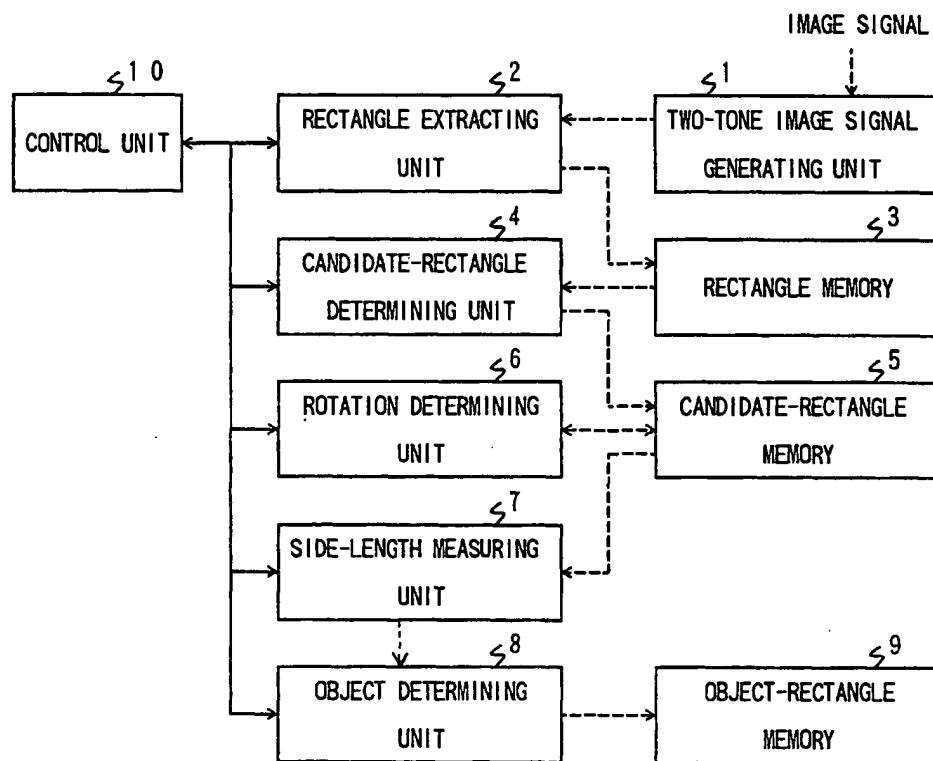 IMAGE SIGNAL
10
CONTROL UNIT
2
RECTANGLE EXTRACTING
UNIT
1
TWO-TONE IMAGE SIGNAL
GENERATING UNIT
4
CANDIDATE-RECTANGLE
DETERMINING UNIT
3
RECTANGLE MEMORY
6
ROTATION DETERMINING
UNIT
5
CANDIDATE-RECTANGLE
MEMORY
7
SIDE-LENGTH MEASURING
UNIT
8
OBJECT DETERMINING
UNIT
9
OBJECT-RECTANGLE
MEMORY